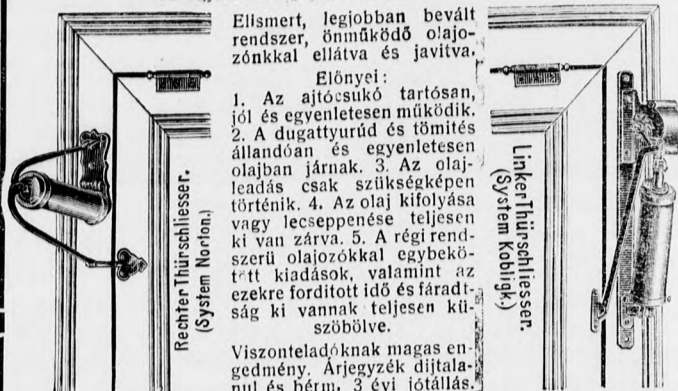 Elismert, legjobban bevált
rendszer, önműködő olajo-
zónkkal ellátva és javitva.
Előnyei:
1. Az ajtócsukó tartósan,
jól és egyenletesen működik.
2. A dugattyurúd és tömités
állandóan és egyenletesen
olajban járnak. 3. Az olaj-
leadás csak szükségképen
történik. 4. Az olaj kifolyása
vagy lecseppenése teljesen
ki van zárva. 5. A régi rend-
szerü olajozókkal egybekö-
tött kiadások, valamint az
ezekre forditott idő és fáradt-
ság ki vannak teljesen kü-
szöbölve.
Viszonteladóknak magas en-
gedmény. Árjegyzék dijtala-
nul és bérm. 3 évi jótállás.
Rechter Thürschliesser.
(System Norton.)
Linker Thürschliesser.
(System Kobligk.)